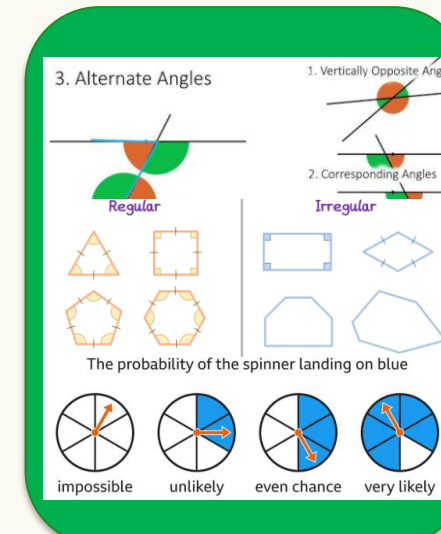 3. Alternate Angles
1. Vertically Opposite
2. Corresponding Angles
Regular
Irregular
The probability of the spinner landing on blue
impossible
unlikely
even chance
very likely